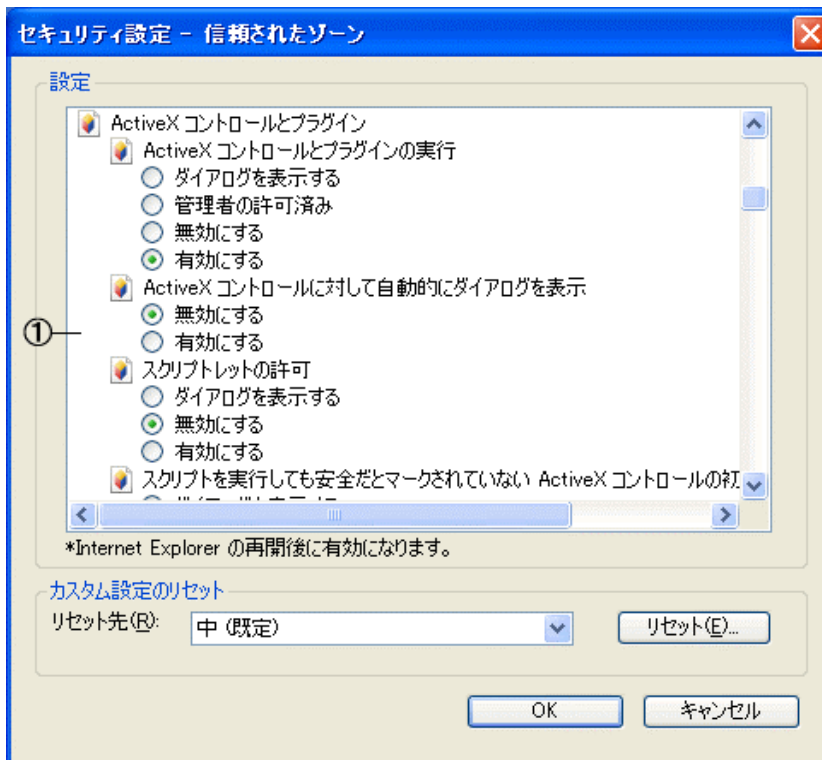 セキュリティ設定 - 信頼されたゾーン
設定
ActiveX コントロールとプラグイン
ActiveX コントロールとプラグインの実行
ダイアログを表示する
管理者の許可済み
無効にする
有効にする
ActiveX コントロールに対して自動的にダイアログを表示
無効にする
①
有効にする
スクリプトレットの許可
ダイアログを表示する
無効にする
有効にする
スクリプトを実行しても安全だとマークされていない ActiveX コントロールの初
*Internet Explorer の再開後に有効になります。
カスタム設定のリセット
リセット先(R): 中 (既定) リセット(E)...
OK キャンセル